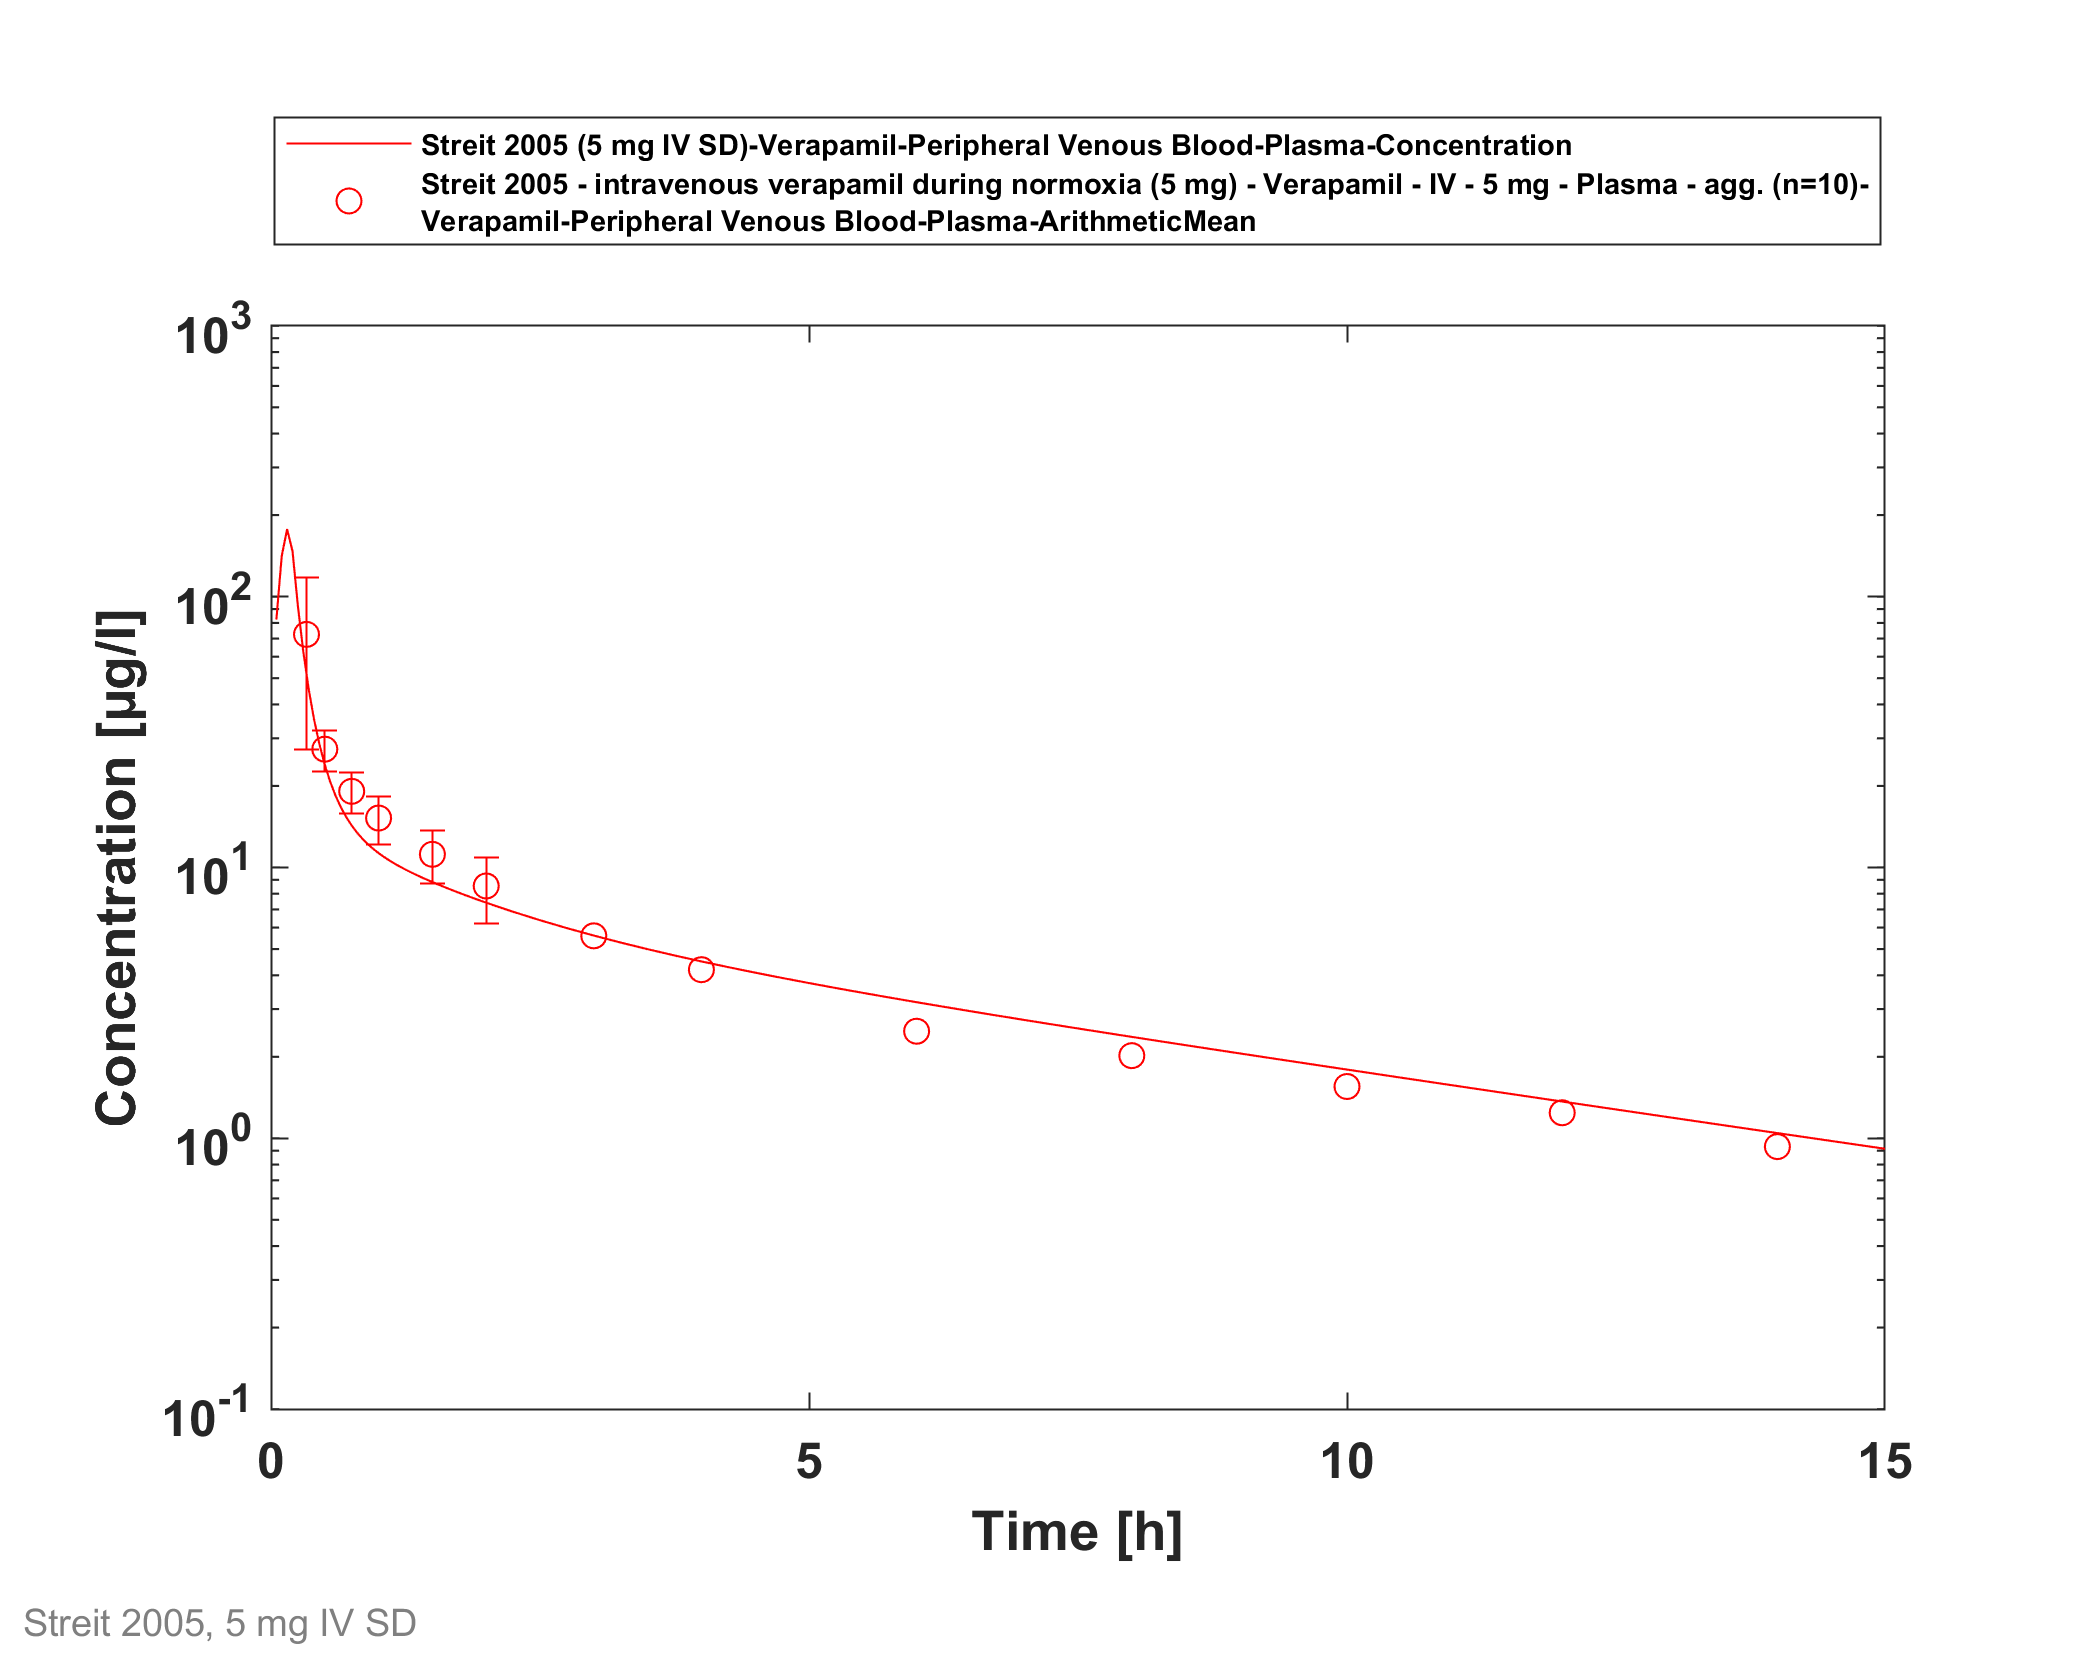 Streit 2005 (5 mg IV SD)-Verapamil-Peripheral Venous Blood-Plasma-Concentration
Streit 2005 - intravenous verapamil during normoxia (5 mg) - Verapamil - IV - 5 mg - Plasma - agg. (n=10)-
Verapamil-Peripheral Venous Blood-Plasma-ArithmeticMean
10³
10²
10¹
10⁰
10⁻¹
Concentration [µg/l]
0 5 10 15
Time [h]
Streit 2005, 5 mg IV SD